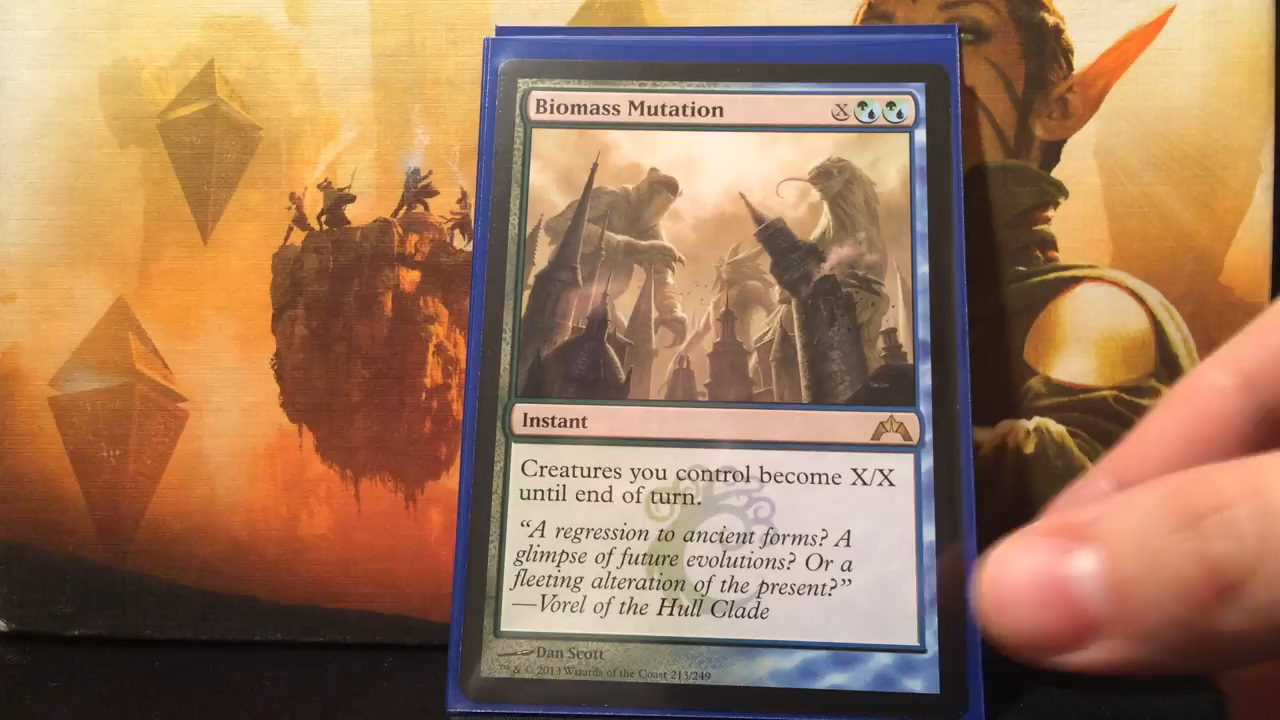 Biomass Mutation X
Instant
Creatures you control become X/X
until end of turn.
“A regression to ancient forms? A
glimpse of future evolutions? Or a
fleeting alteration of the present?”
—Vorel of the Hull Clade
Dan Scott
™ & © 2013 Wizards of the Coast 213/249